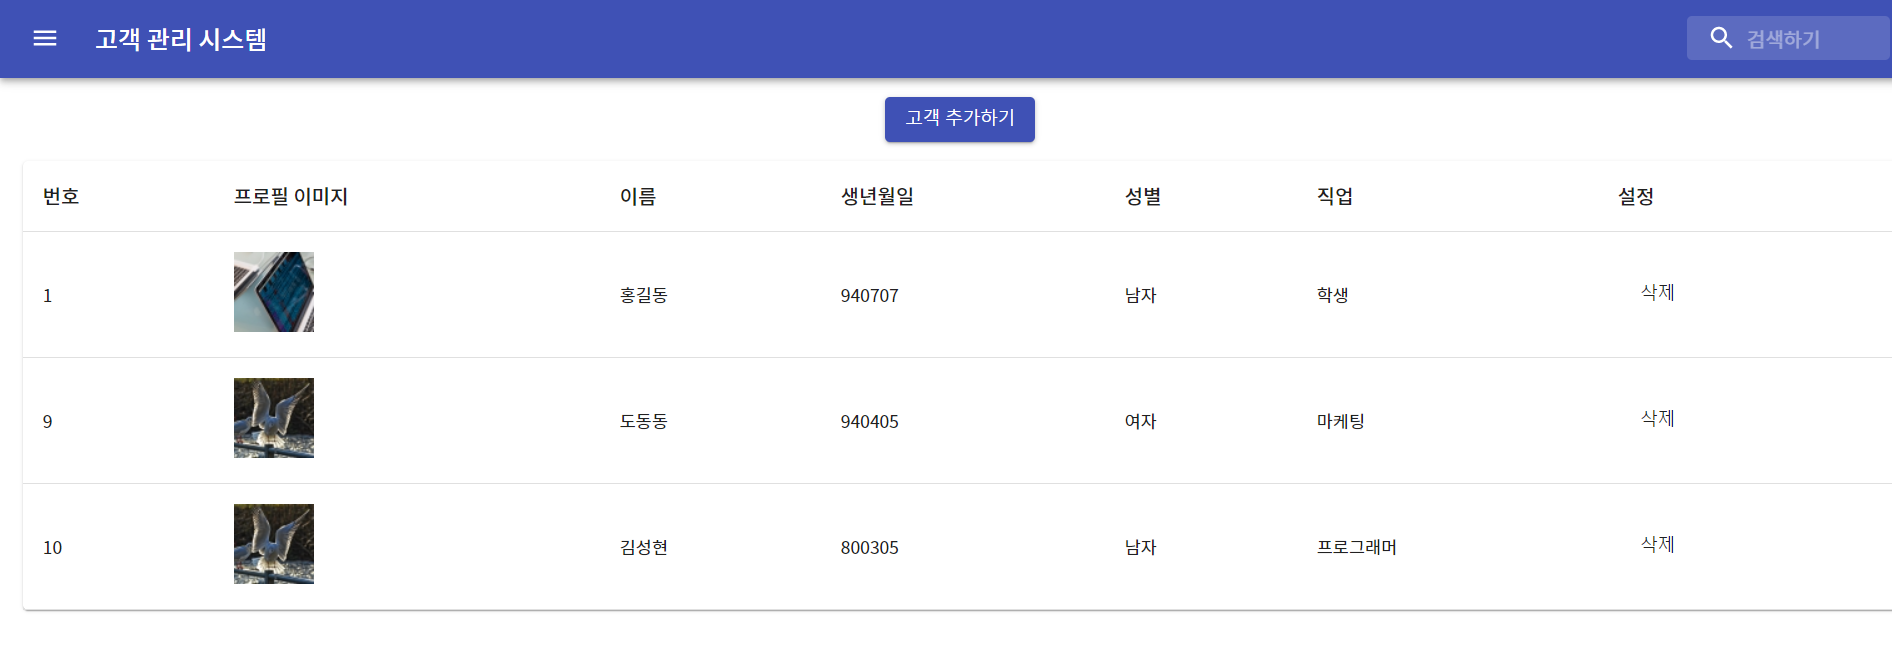 고객 관리 시스템 검색하기
고객 추가하기
번호 프로필 이미지 이름 생년월일 성별 직업 설정
1 홍길동 940707 남자 학생 삭제
9 도동동 940405 여자 마케팅 삭제
10 김성현 800305 남자 프로그래머 삭제